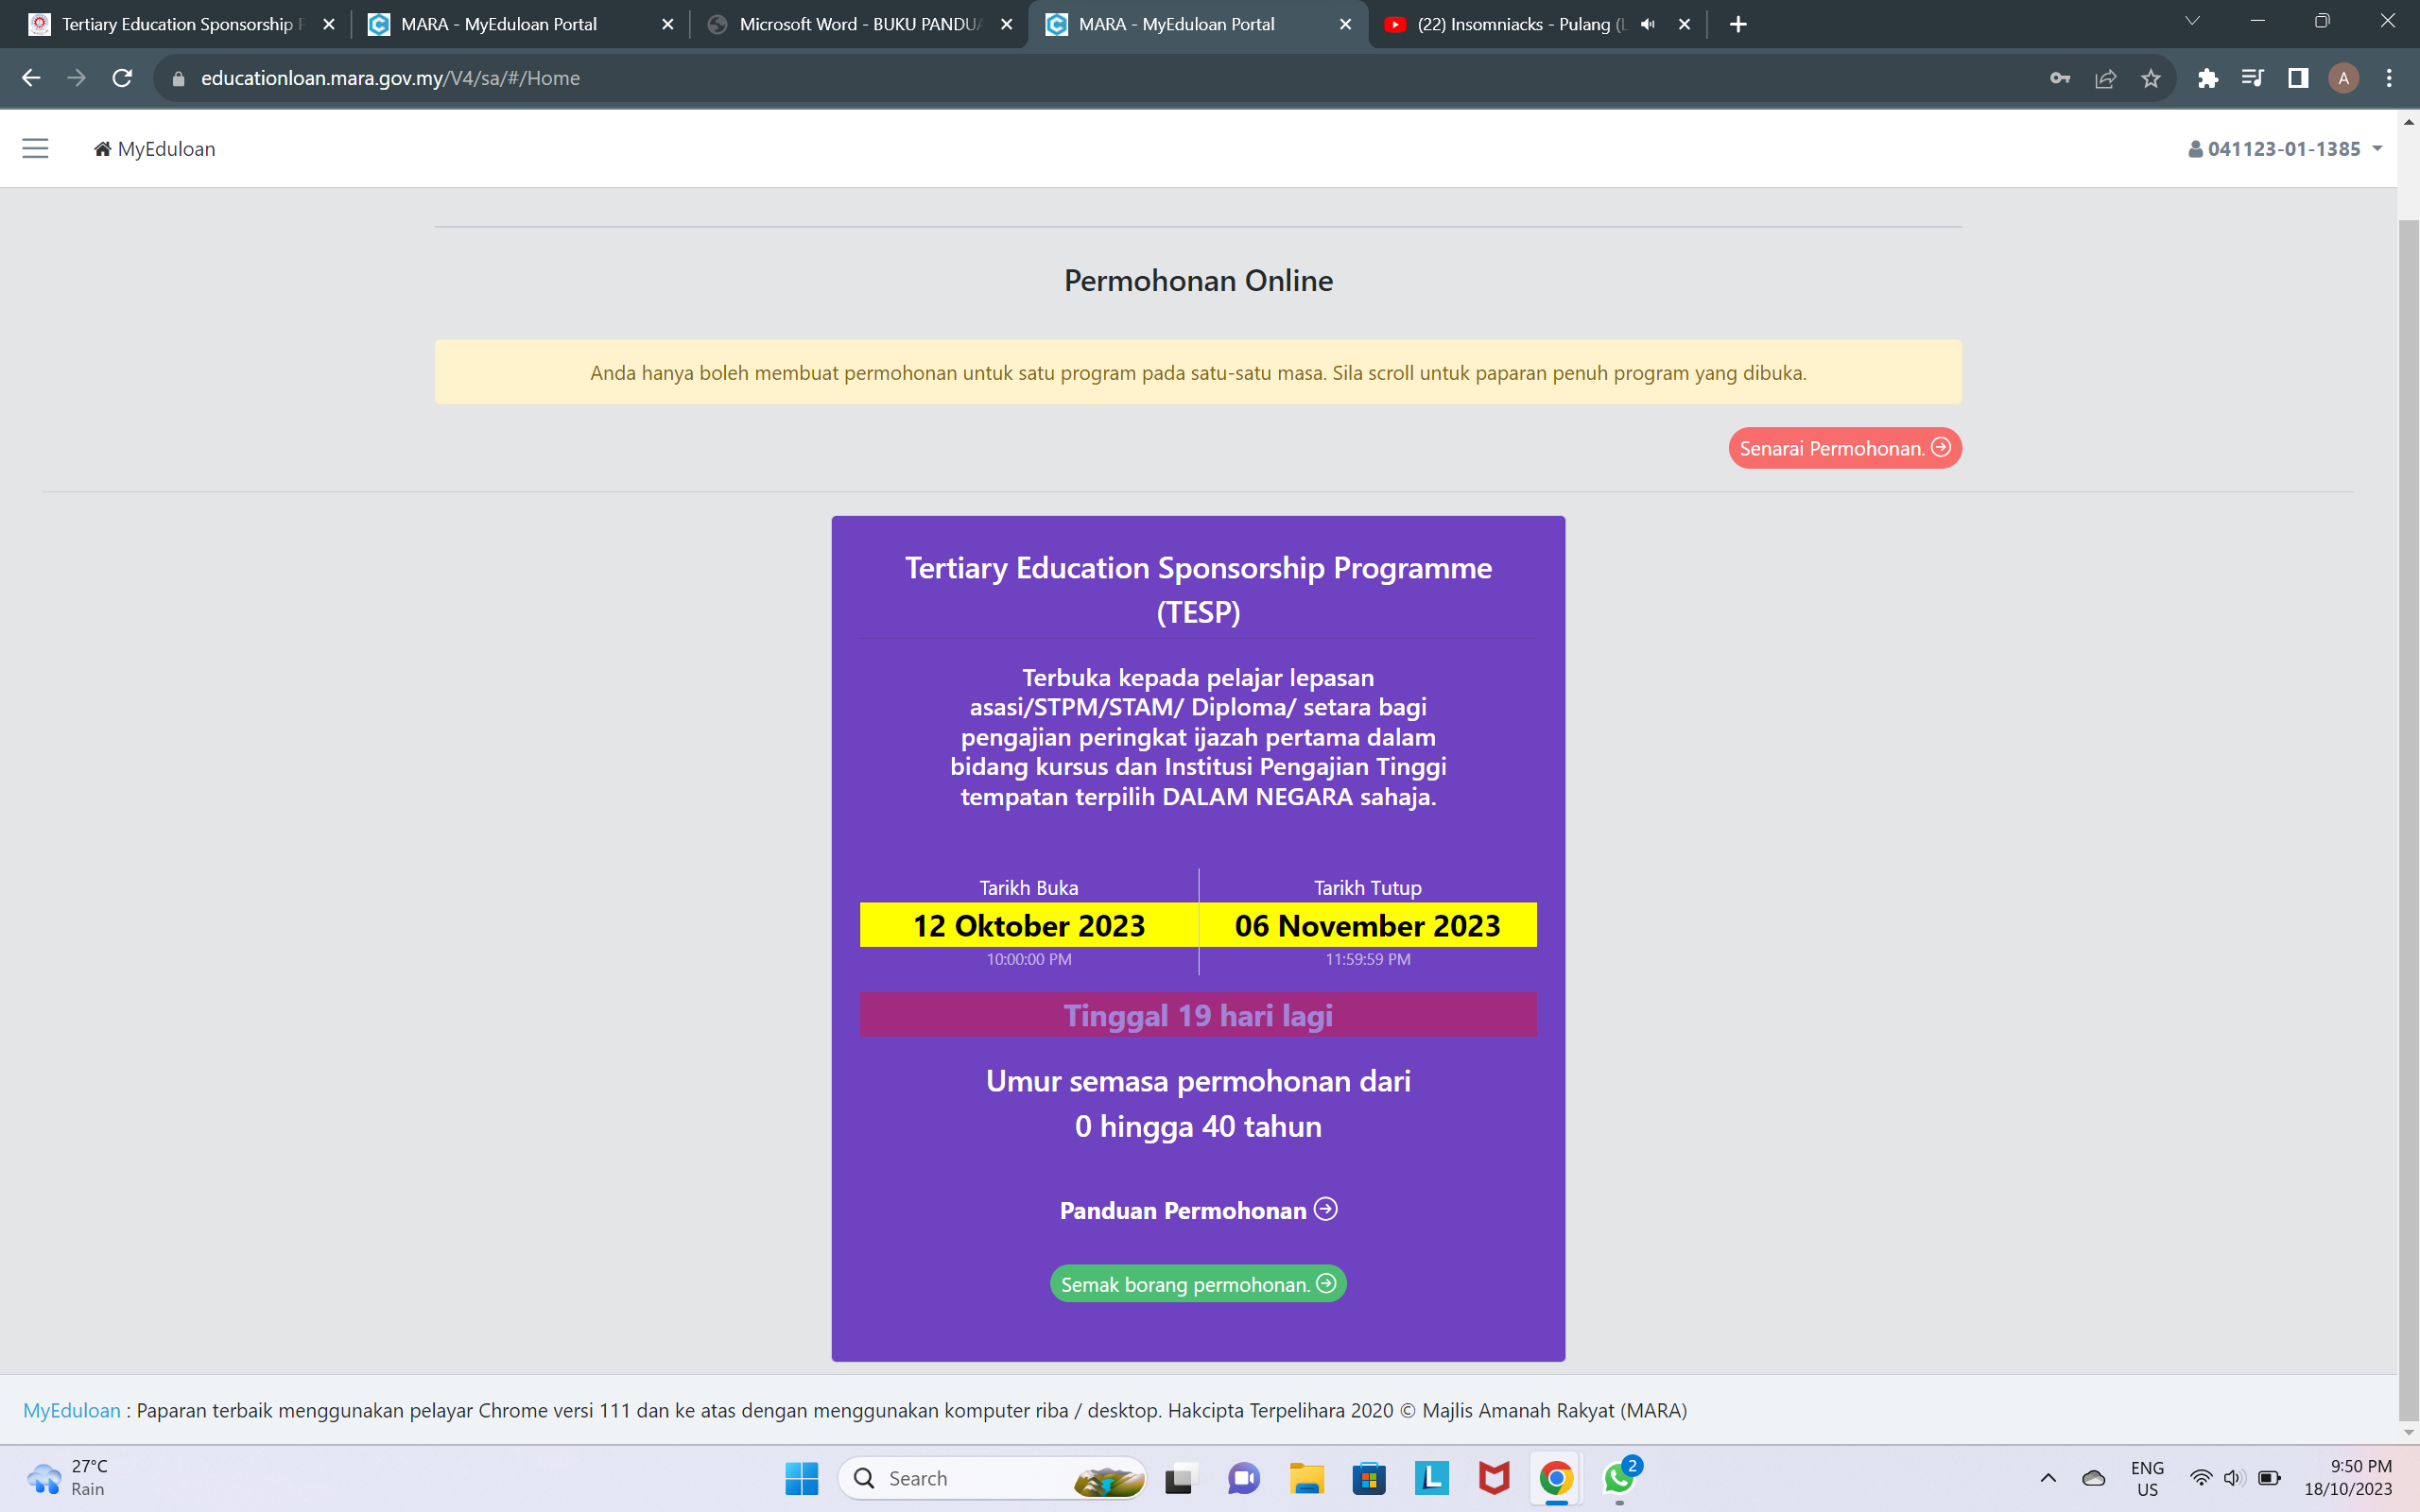 Tertiary Education Sponsorship
MARA - MyEduloan Portal
Microsoft Word - BUKU
MARA - MyEduloan Portal
(22) Insomniacks - Pulang
educationloan.mara.gov.my/V4/sa/#/Home
A
MyEduloan
041123-01-1385
Permohonan Online
Anda hanya boleh membuat permohonan untuk satu program pada satu-satu masa. Sila scroll untuk paparan penuh program yang dibuka.
Senarai Permohonan.
Tertiary Education Sponsorship Programme
(TESP)
Terbuka kepada pelajar lepasan
asasi/STPM/STAM/ Diploma/ setara bagi
pengajian peringkat ijazah pertama dalam
bidang kursus dan Institusi Pengajian Tinggi
tempatan terpilih DALAM NEGARA sahaja.
Tarikh Buka
12 Oktober 2023
10:00:00 PM
Tarikh Tutup
06 November 2023
11:59:59 PM
Tinggal 19 hari lagi
Umur semasa permohonan dari
0 hingga 40 tahun
Panduan Permohonan
Semak borang permohonan.
MyEduloan : Paparan terbaik menggunakan pelayar Chrome versi 111 dan ke atas dengan menggunakan komputer riba / desktop. Hakcipta Terpelihara 2020 © Majlis Amanah Rakyat (MARA)
27°C
Rain
Search
L
2
ENG
US
9:50 PM
18/10/2023